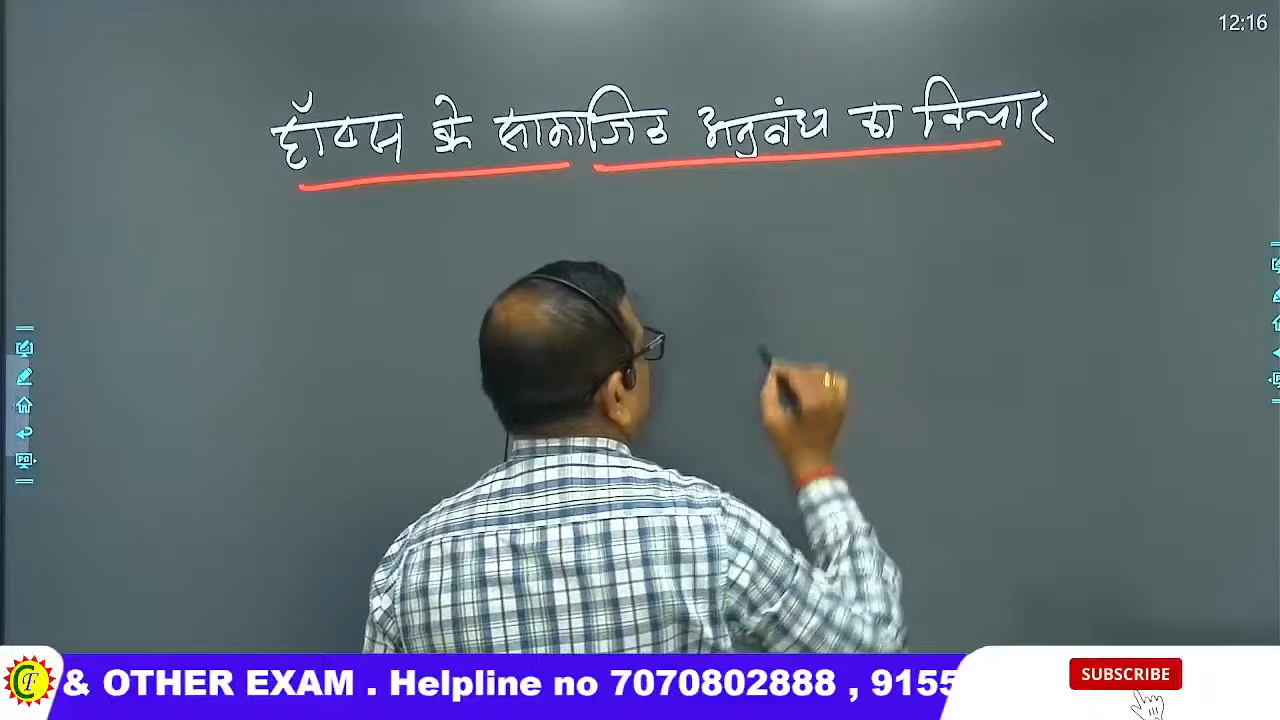 12:16
हॉब्स के सामाजिक अनुबंध का विचार
& OTHER EXAM . Helpline no 7070802888 , 9155
SUBSCRIBE